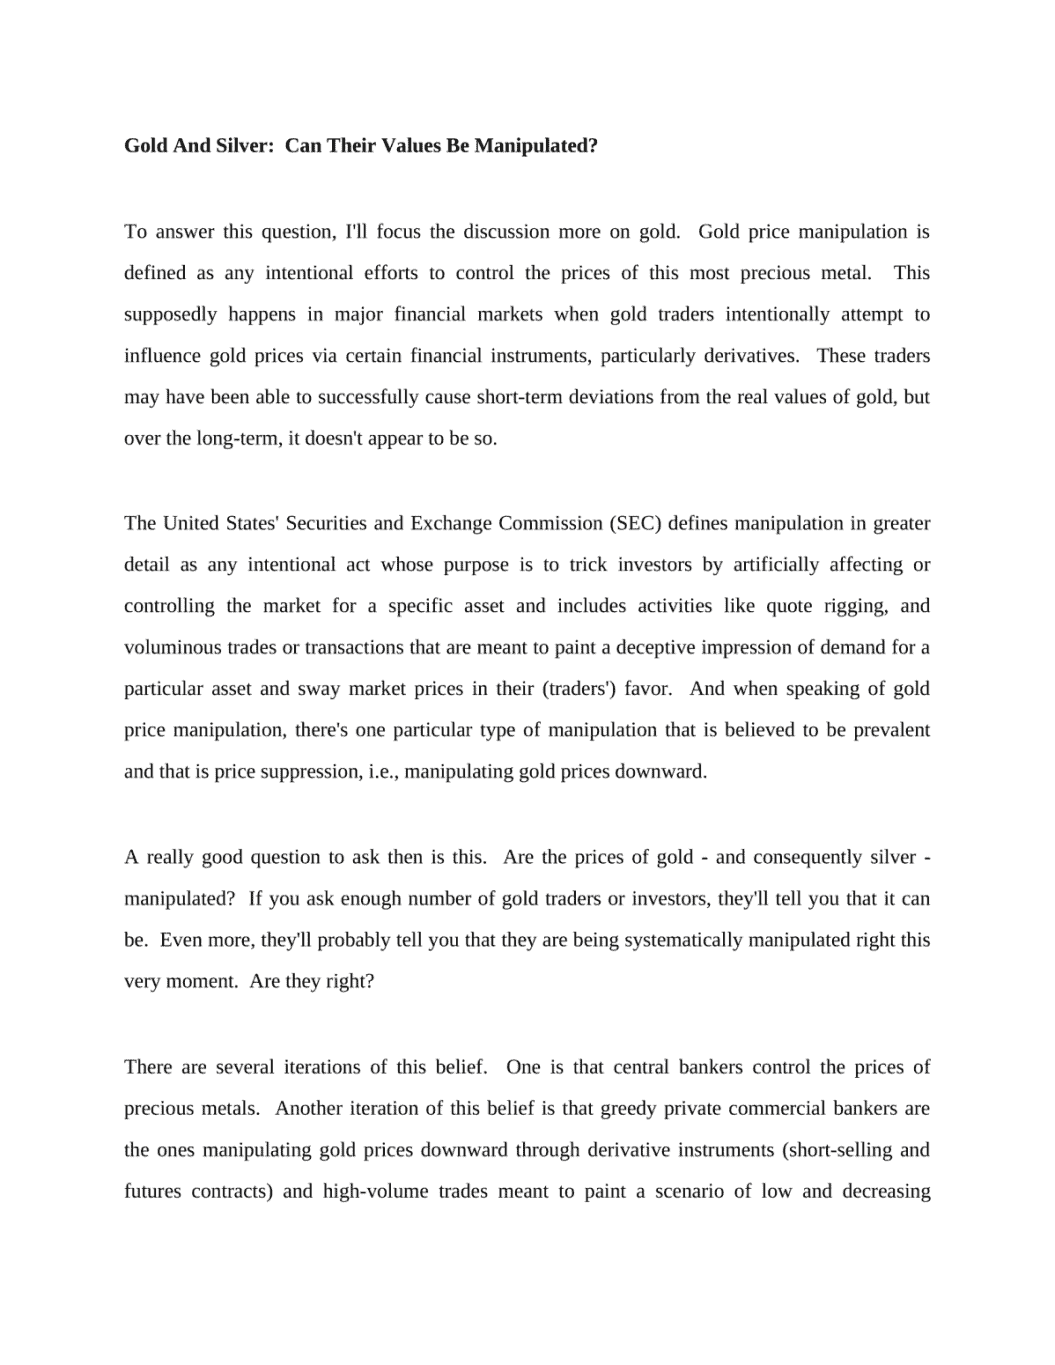 Gold And Silver:  Can Their Values Be Manipulated?
To answer this question, I'll focus the discussion more on gold.  Gold price manipulation is
defined as any intentional efforts to control the prices of this most precious metal.  This
supposedly happens in major financial markets when gold traders intentionally attempt to
influence gold prices via certain financial instruments, particularly derivatives.  These traders
may have been able to successfully cause short-term deviations from the real values of gold, but
over the long-term, it doesn't appear to be so.
The United States' Securities and Exchange Commission (SEC) defines manipulation in greater
detail as any intentional act whose purpose is to trick investors by artificially affecting or
controlling the market for a specific asset and includes activities like quote rigging, and
voluminous trades or transactions that are meant to paint a deceptive impression of demand for a
particular asset and sway market prices in their (traders') favor.  And when speaking of gold
price manipulation, there's one particular type of manipulation that is believed to be prevalent
and that is price suppression, i.e., manipulating gold prices downward.
A really good question to ask then is this.  Are the prices of gold - and consequently silver -
manipulated?  If you ask enough number of gold traders or investors, they'll tell you that it can
be.  Even more, they'll probably tell you that they are being systematically manipulated right this
very moment.  Are they right?
There are several iterations of this belief.  One is that central bankers control the prices of
precious metals.  Another iteration of this belief is that greedy private commercial bankers are
the ones manipulating gold prices downward through derivative instruments (short-selling and
futures contracts) and high-volume trades meant to paint a scenario of low and decreasing